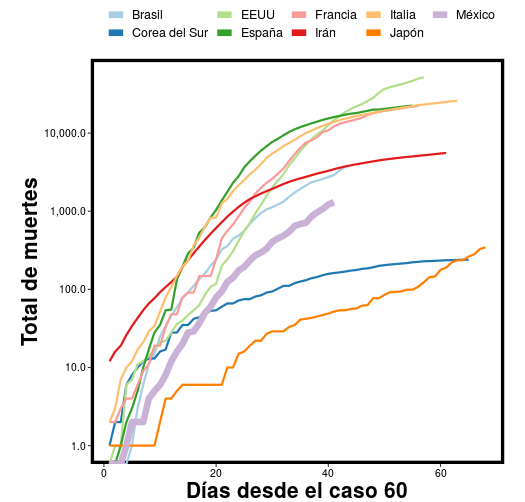 Brasil EEUU Francia Italia México
Corea del Sur España Irán Japón
Total de muertes
10,000.0
1,000.0
100.0
10.0
1.0
0 20 40 60
Días desde el caso 60